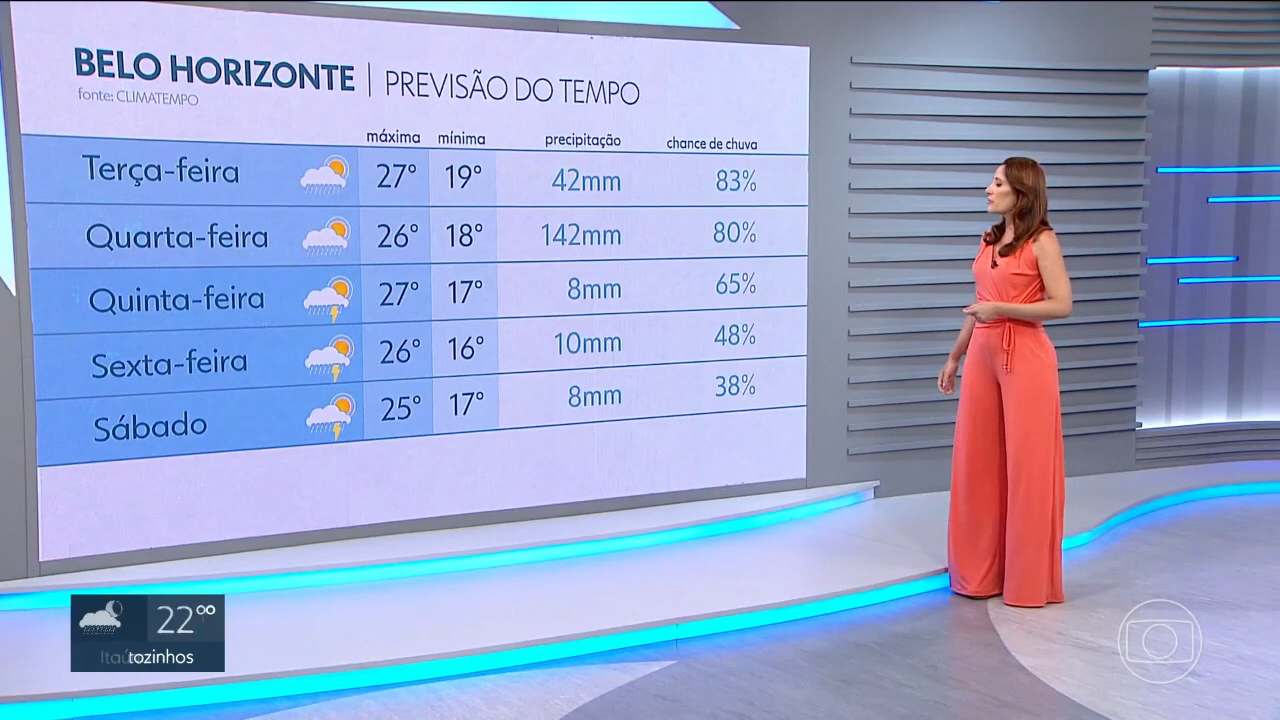 BELO HORIZONTE | PREVISÃO DO TEMPO
fonte: CLIMATEMPO
máxima mínima precipitação chance de chuva
Terça-feira 27° 19° 42mm 83%
Quarta-feira 26° 18° 142mm 80%
Quinta-feira 27° 17° 8mm 65%
Sexta-feira 26° 16° 10mm 48%
Sábado 25° 17° 8mm 38%
22°